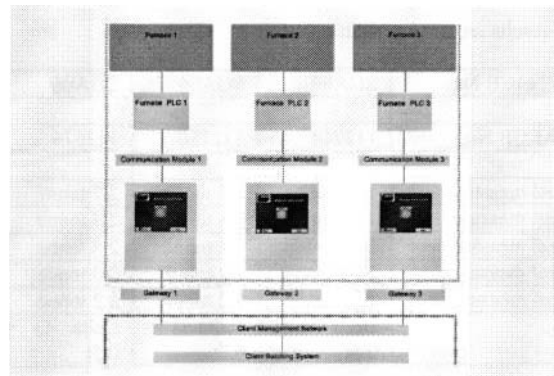 Furnace 1
Furnace 2
Furnace 3
Furnace PLC 1
Furnace PLC 2
Furnace PLC 3
Communication Module 1
Communication Module 2
Communication Module 3
Gateway 1
Gateway 2
Gateway 3
Client Management Network
Client Building System